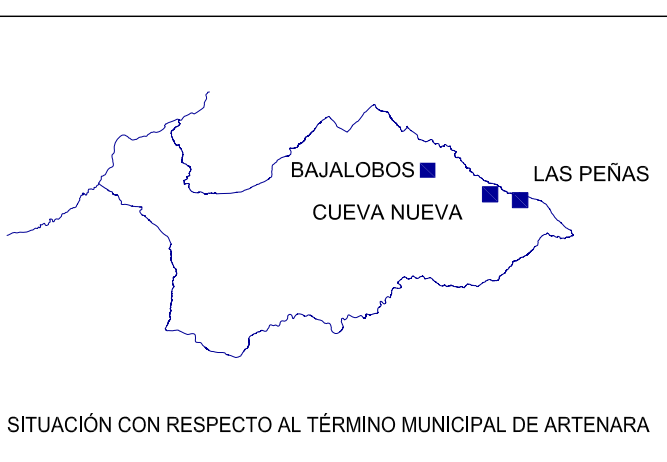 BAJALOBOS
LAS PEÑAS
CUEVA NUEVA
SITUACIÓN CON RESPECTO AL TÉRMINO MUNICIPAL DE ARTENARA